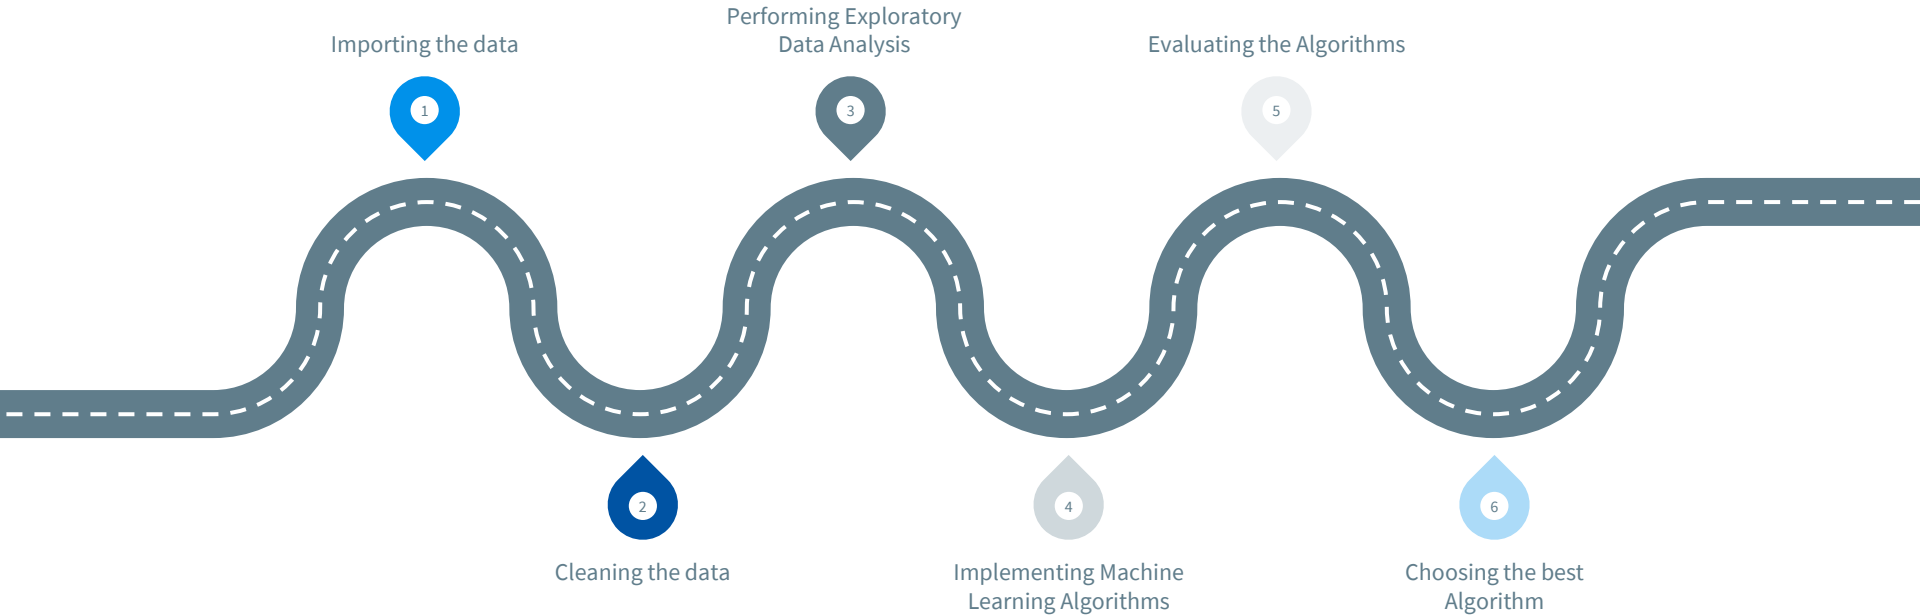 Importing the data
1
Cleaning the data
2
Performing Exploratory
Data Analysis
3
Implementing Machine
Learning Algorithms
4
Evaluating the Algorithms
5
Choosing the best
Algorithm
6